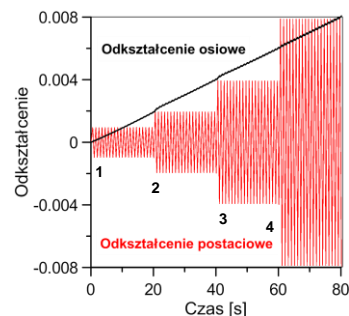 0.008
0.004
0
-0.004
-0.008
Odkształcenie
Odkształcenie osiowe
1
2
3
4
Odkształcenie postaciowe
0 20 40 60 80
Czas [s]